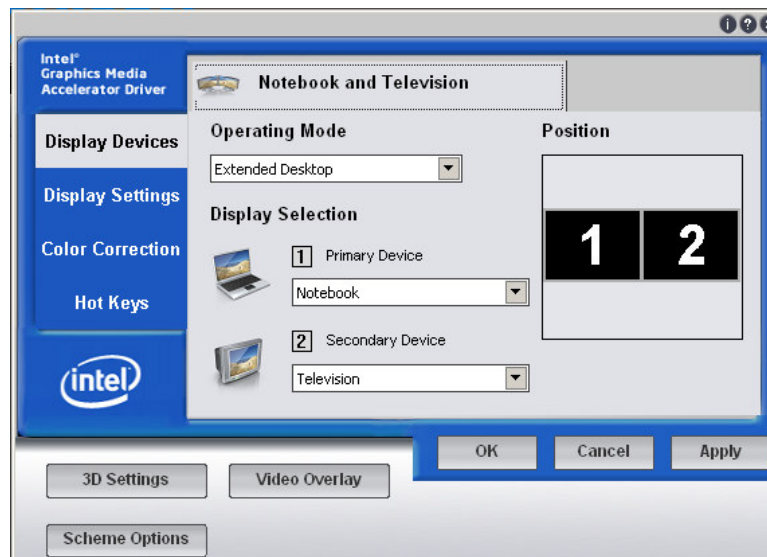 Intel®
Graphics Media
Accelerator Driver
Notebook and Television
Display Devices
Display Settings
Color Correction
Hot Keys
intel
Operating Mode
Extended Desktop
Display Selection
1 Primary Device
Notebook
2 Secondary Device
Television
Position
1 2
OK Cancel Apply
3D Settings Video Overlay
Scheme Options